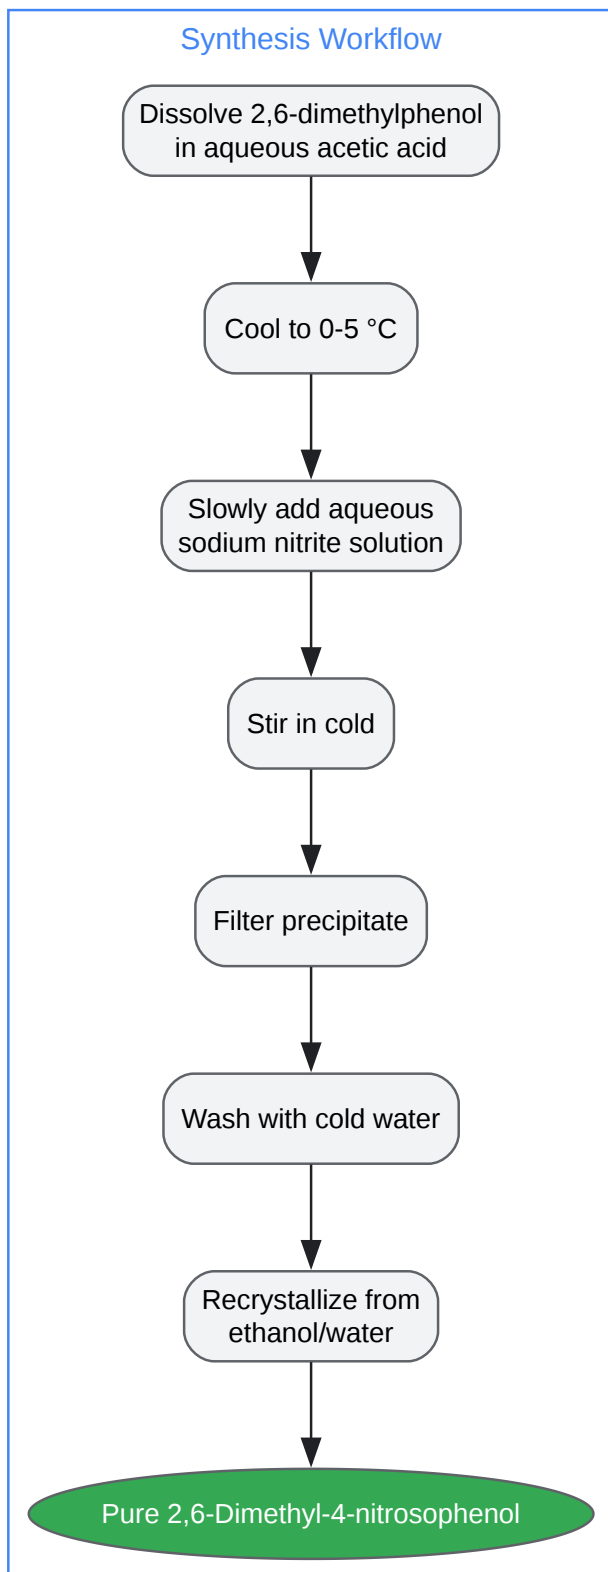 Synthesis Workflow
Dissolve 2,6-dimethylphenol
in aqueous acetic acid
Cool to 0-5 °C
Slowly add aqueous
sodium nitrite solution
Stir in cold
Filter precipitate
Wash with cold water
Recrystallize from
ethanol/water
Pure 2,6-Dimethyl-4-nitrosophenol